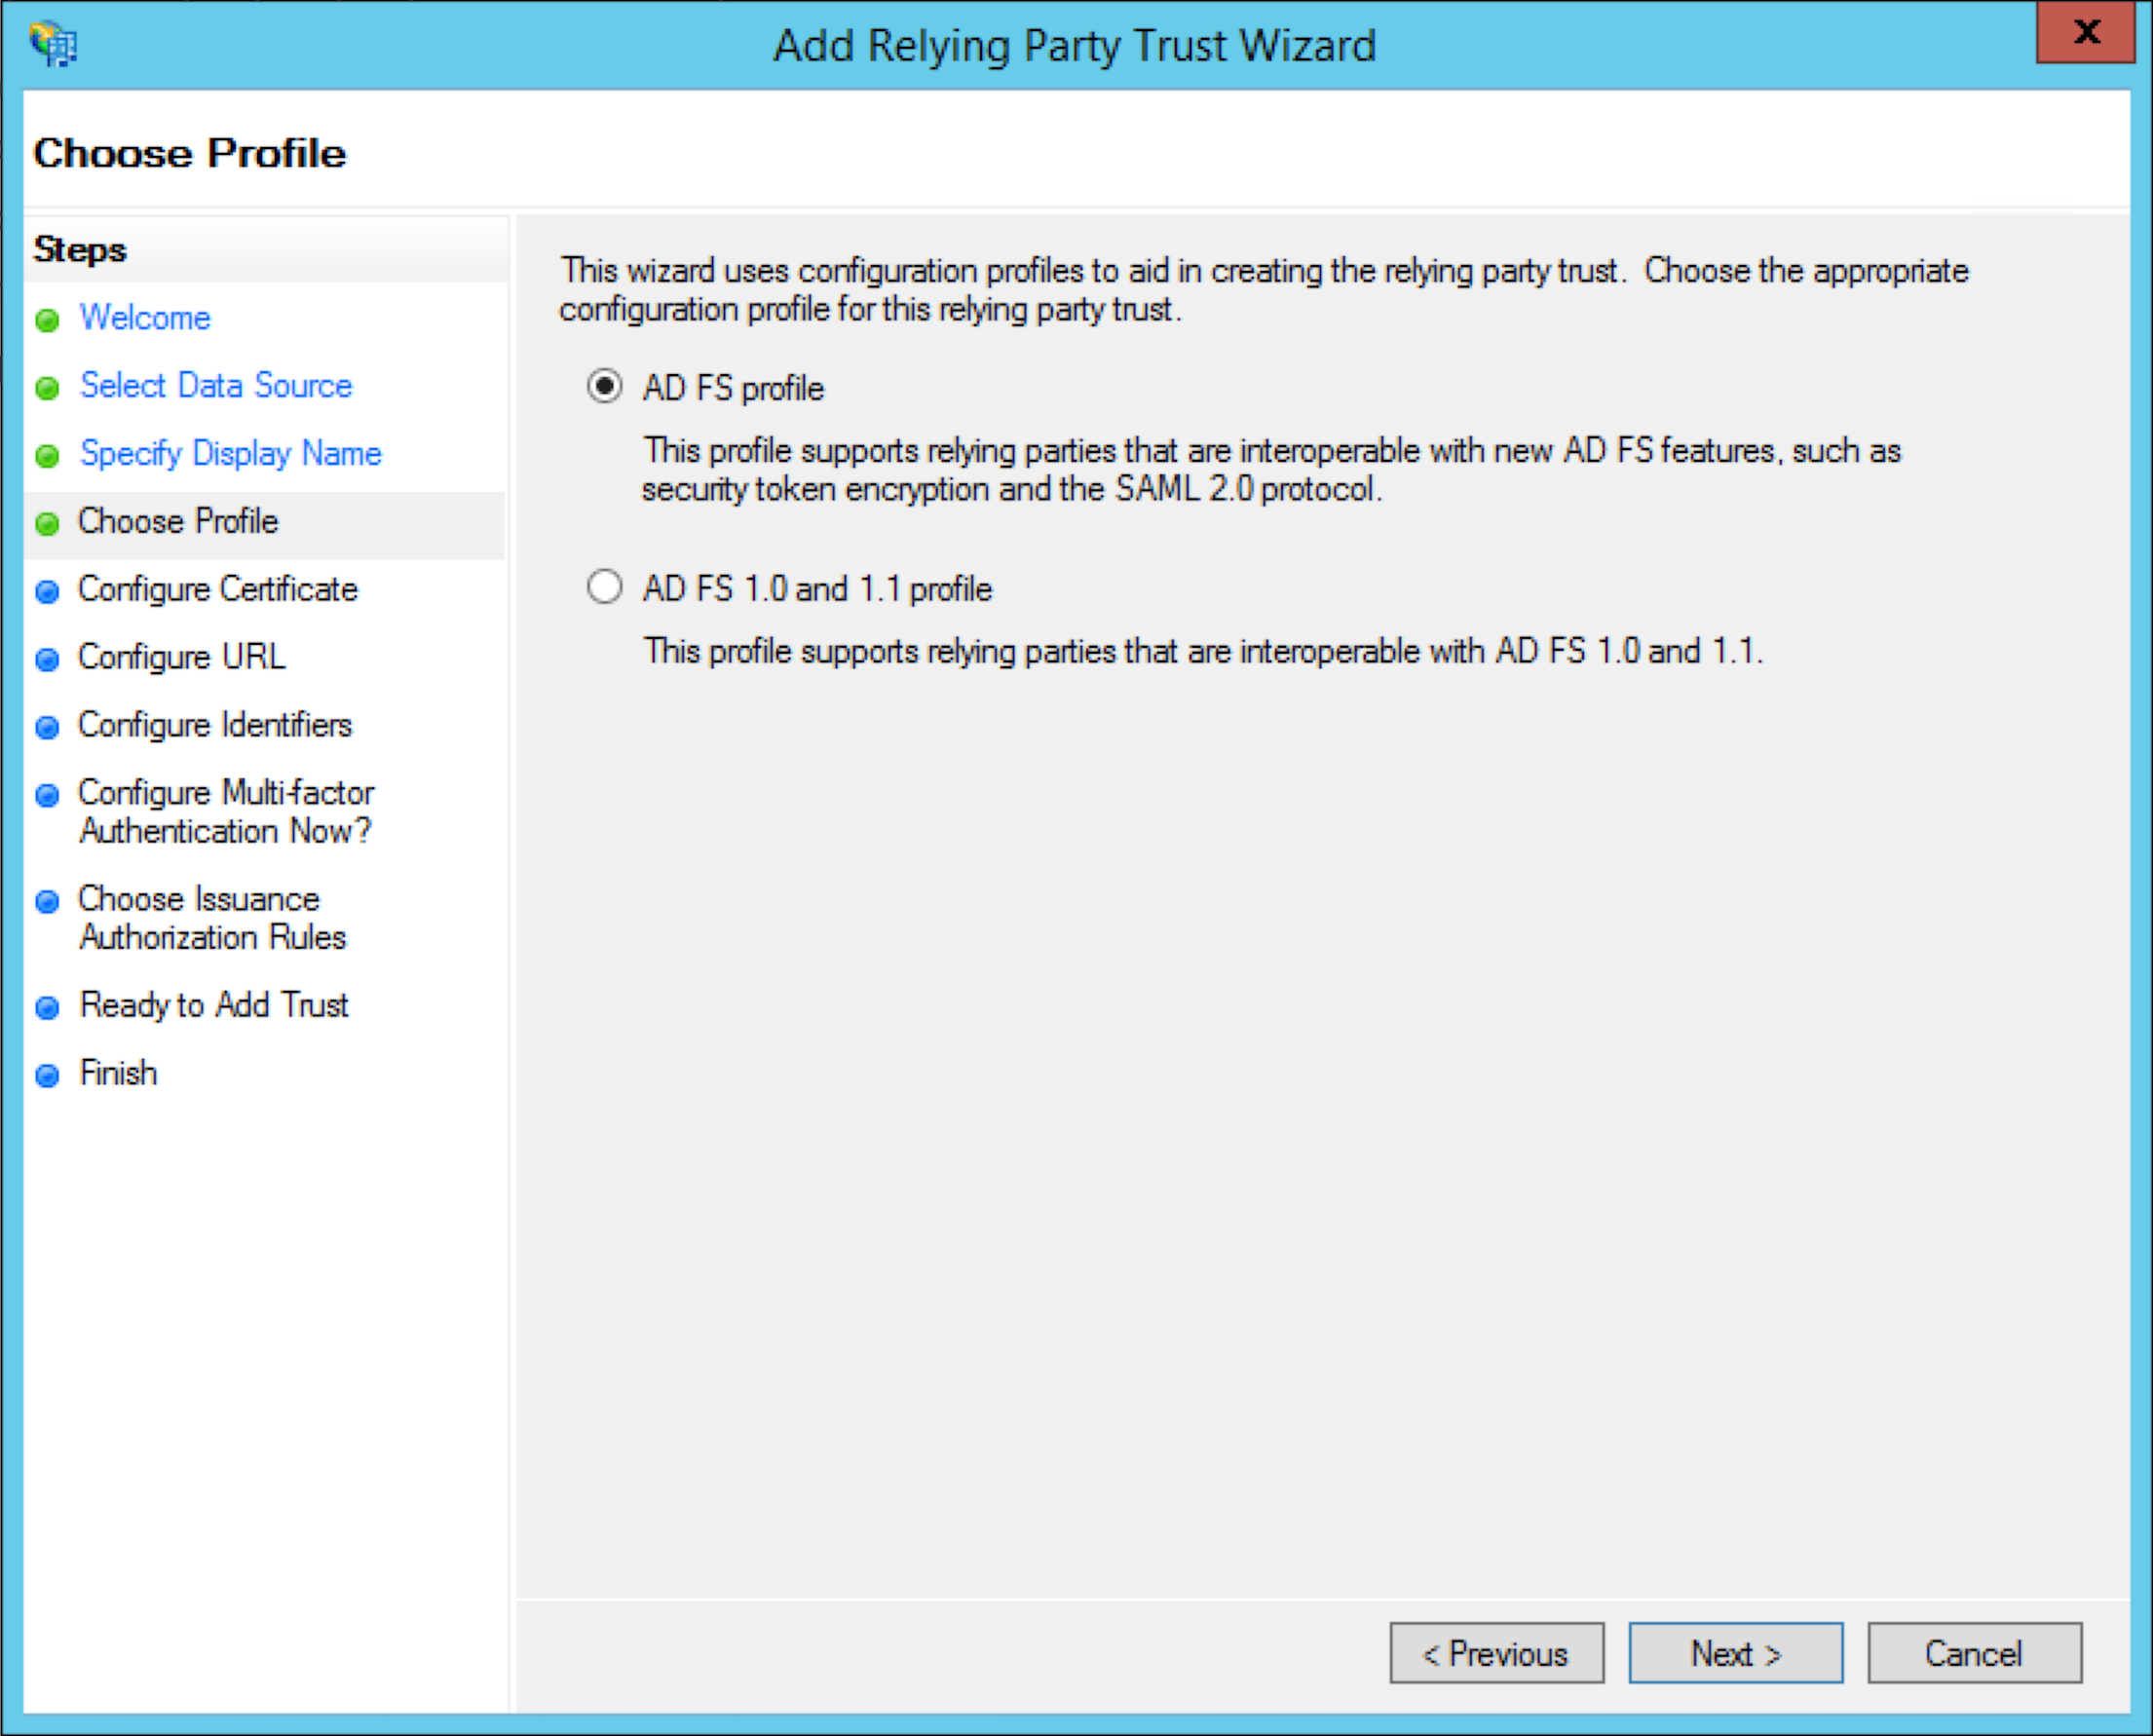 Add Relying Party Trust Wizard
x
Choose Profile
Steps
Welcome
Select Data Source
Specify Display Name
Choose Profile
Configure Certificate
Configure URL
Configure Identifiers
Configure Multi-factor
Authentication Now?
Choose Issuance
Authorization Rules
Ready to Add Trust
Finish
This wizard uses configuration profiles to aid in creating the relying party trust.  Choose the appropriate
configuration profile for this relying party trust.
AD FS profile
This profile supports relying parties that are interoperable with new AD FS features, such as
security token encryption and the SAML 2.0 protocol.
AD FS 1.0 and 1.1 profile
This profile supports relying parties that are interoperable with AD FS 1.0 and 1.1.
< Previous
Next >
Cancel